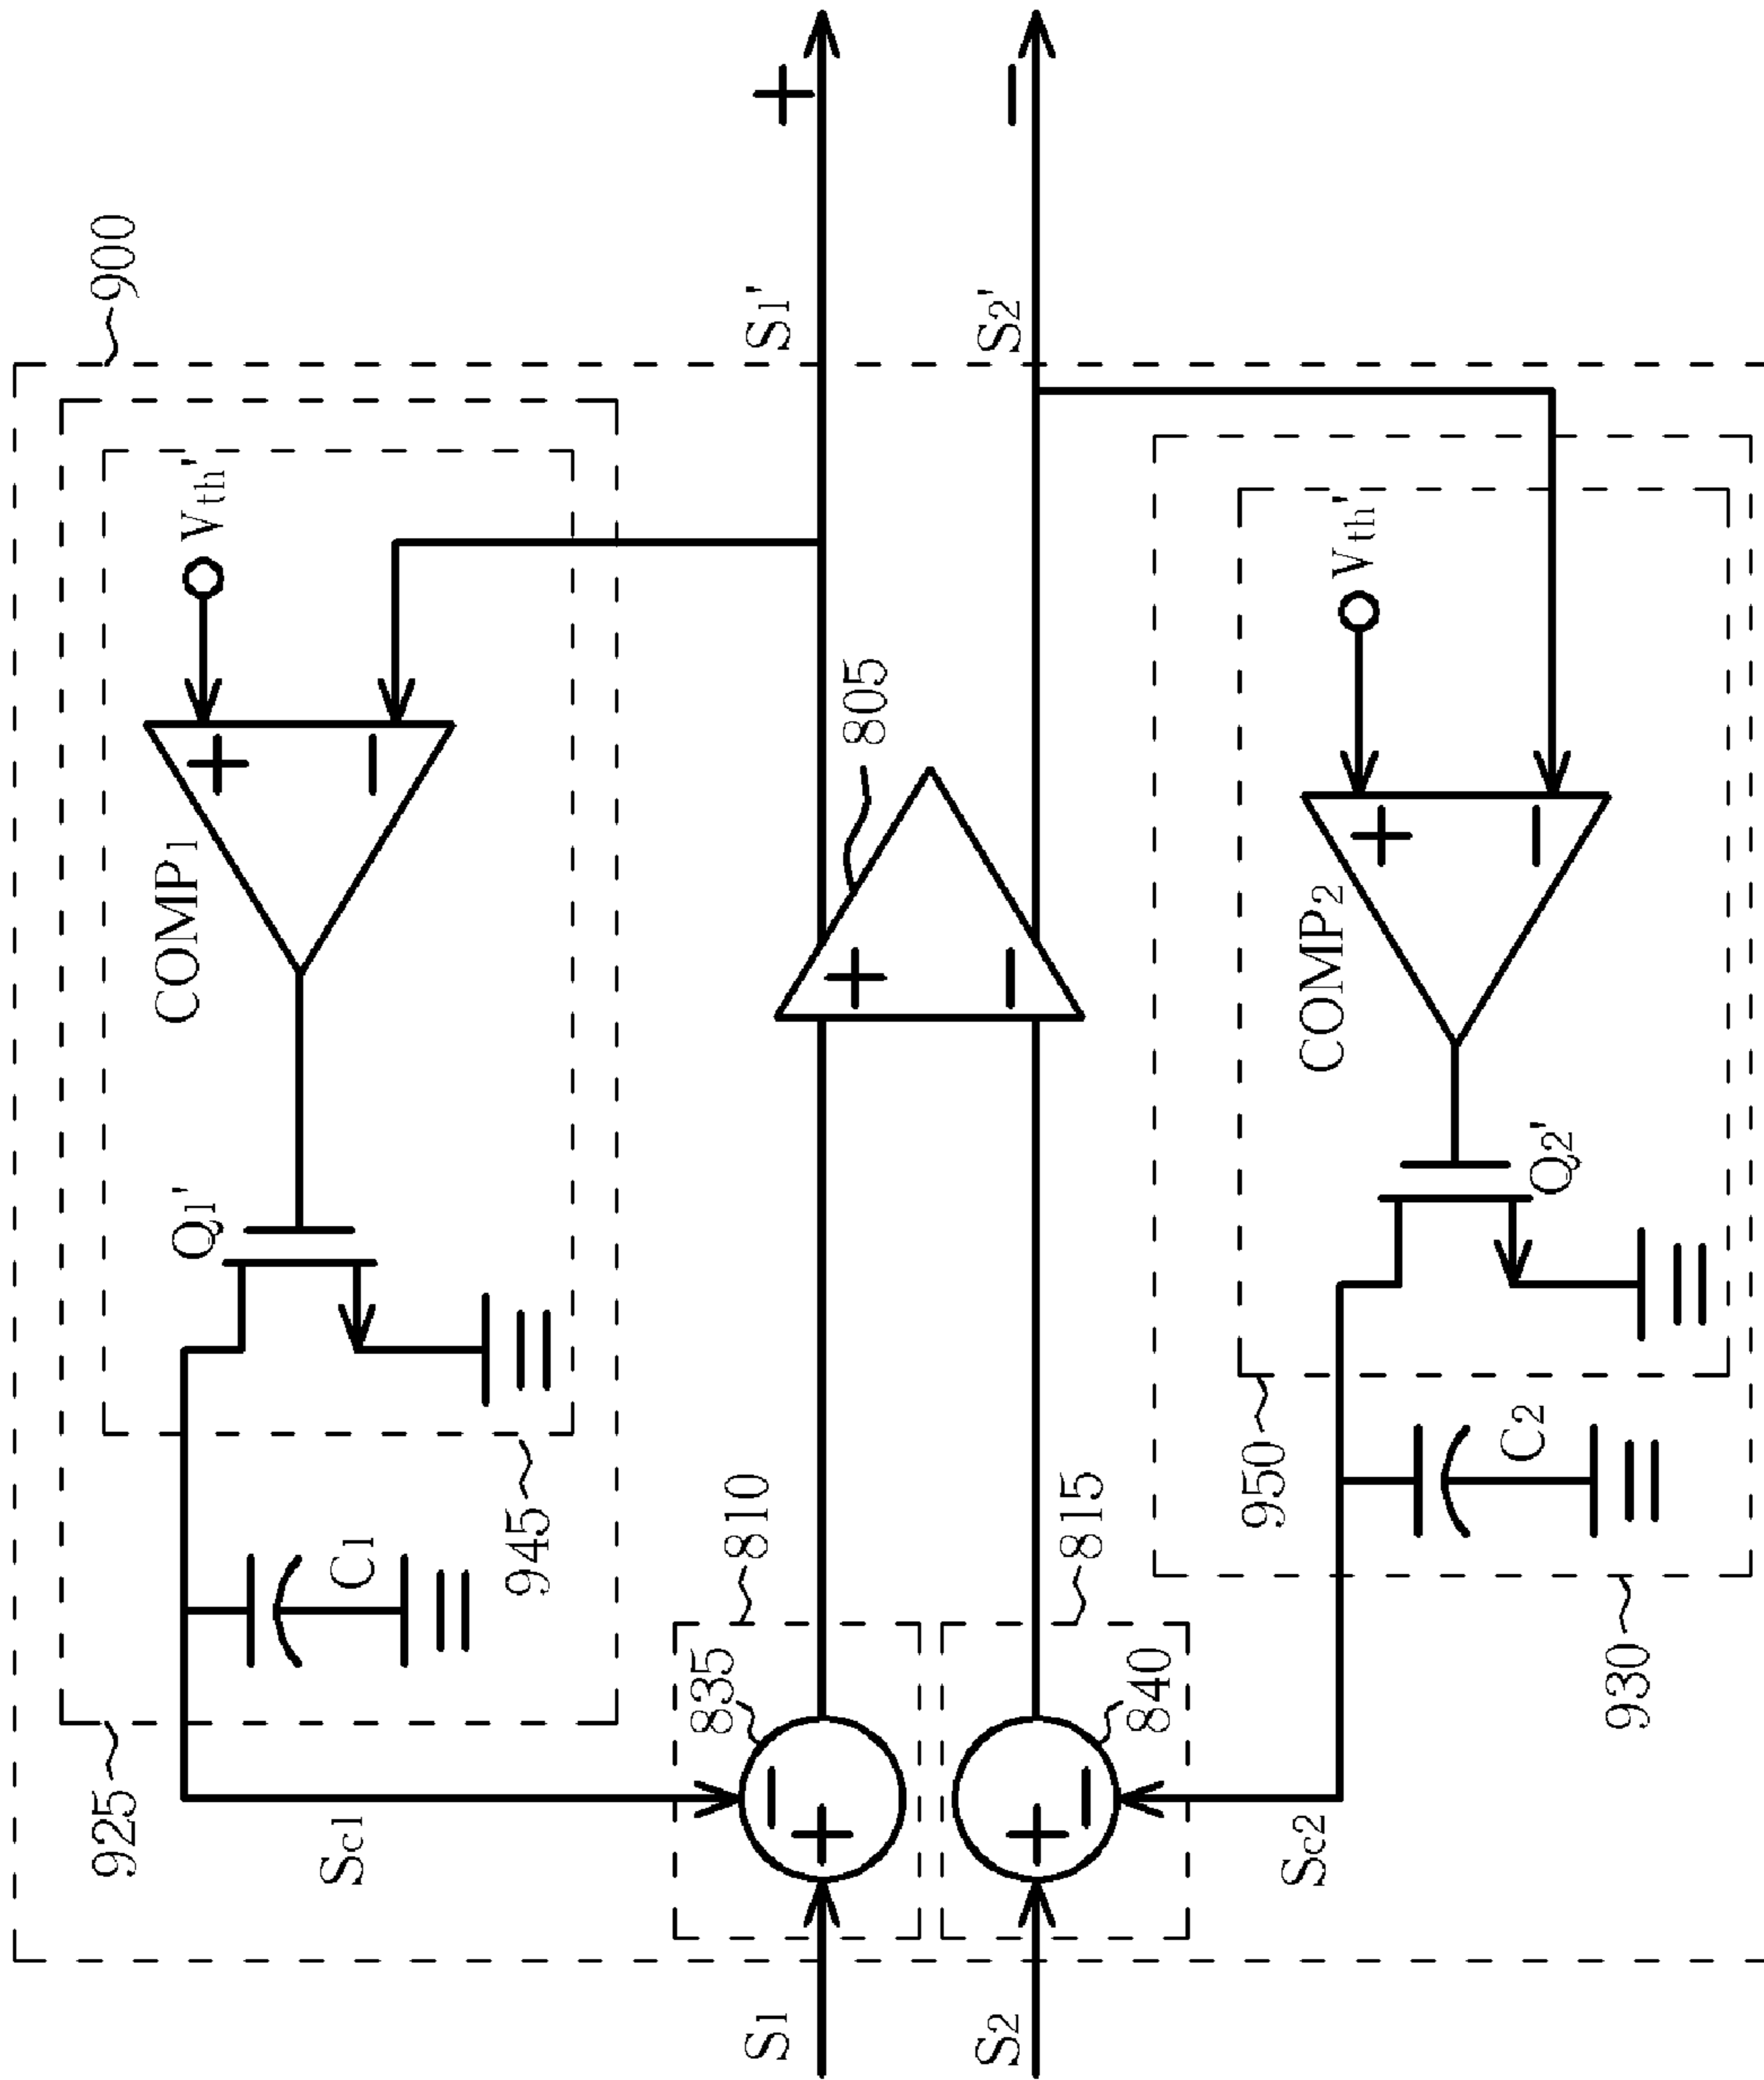 900
Vth'
COMP1
+
−
Q1'
945
C1
925
Sc1
S1
+
−
835
810
+
−
805
S1'
+
S2
+
−
840
815
S2'
−
Vth'
COMP2
+
−
Q2'
950
C2
930
Sc2